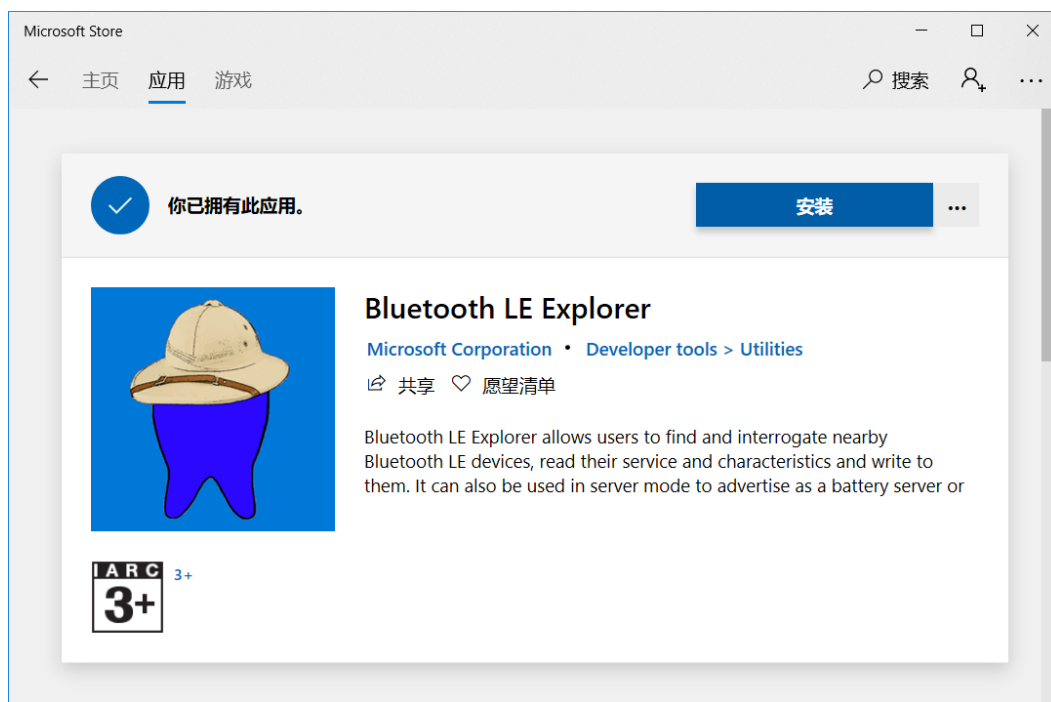 Microsoft Store
主页 应用 游戏 搜索
你已拥有此应用。 安装
Bluetooth LE Explorer
Microsoft Corporation • Developer tools > Utilities
共享 愿望清单
Bluetooth LE Explorer allows users to find and interrogate nearby
Bluetooth LE devices, read their service and characteristics and write to
them. It can also be used in server mode to advertise as a battery server or
IARC 3+
3+